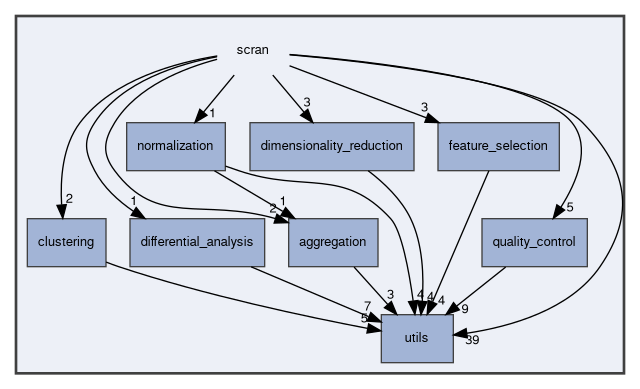 scran
1
3
3
normalization
dimensionality_reduction
feature_selection
2
1
2
1
5
clustering
differential_analysis
aggregation
quality_control
7
5
3
4
4
4
9
39
utils